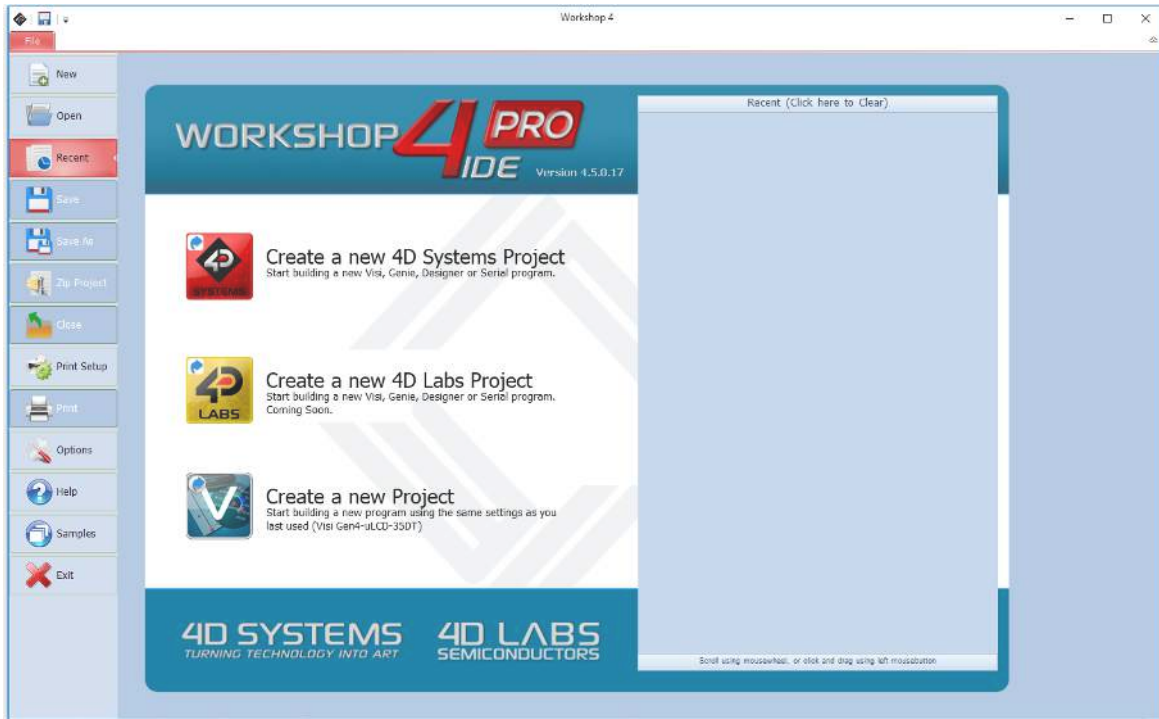 Workshop 4
File
New
Open
Recent
Save
Save As
Zip Project
Close
Print Setup
Print
Options
Help
Samples
Exit
WORKSHOP 4 PRO
IDE Version 4.5.0.17
Recent (Click here to Clear)
4D
SYSTEMS
Create a new 4D Systems Project
Start building a new Visi, Genie, Designer or Serial program.
4D
LABS
Create a new 4D Labs Project
Start building a new Visi, Genie, Designer or Serial program.
Coming Soon.
V
Create a new Project
Start building a new program using the same settings as you
last used (Visi Gen4-uLCD-35DT)
4D SYSTEMS
TURNING TECHNOLOGY INTO ART
4D LABS
SEMICONDUCTORS
Scroll using mousewheel, or click and drag using left mousebutton